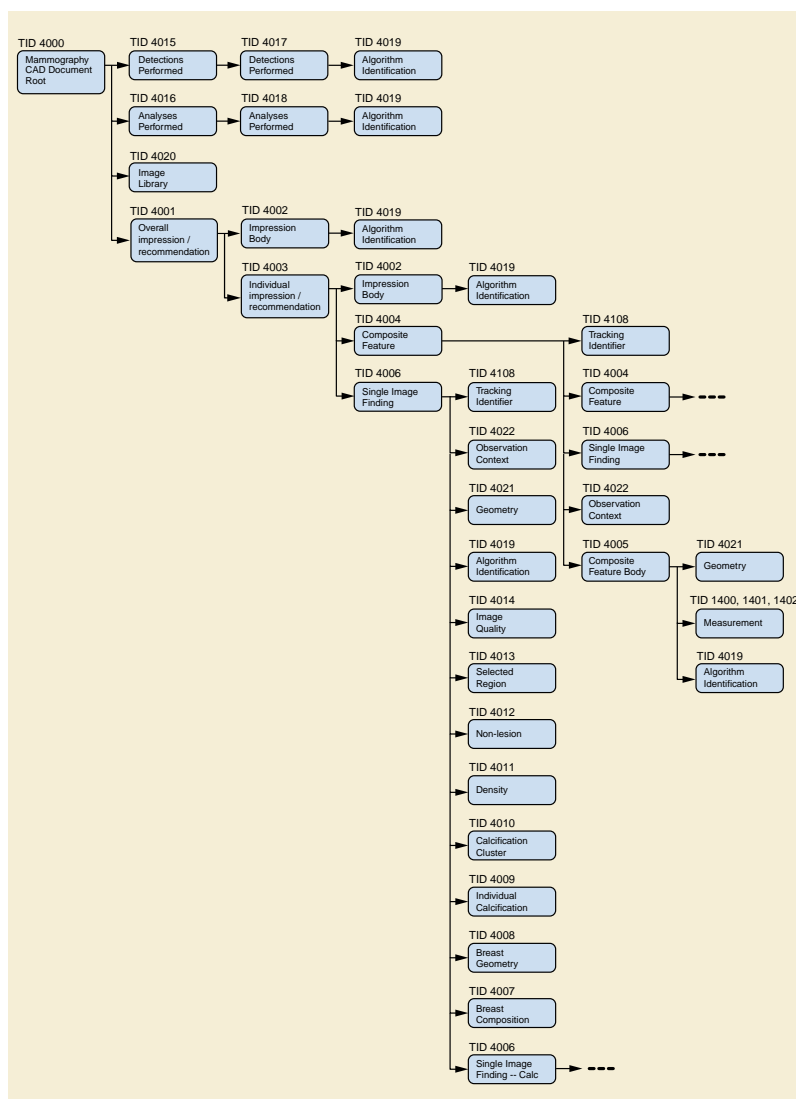 TID 4000
Mammography
CAD Document
Root
TID 4015
Detections
Performed
TID 4017
Detections
Performed
TID 4019
Algorithm
Identification
TID 4016
Analyses
Performed
TID 4018
Analyses
Performed
TID 4019
Algorithm
Identification
TID 4020
Image
Library
TID 4001
Overall
impression /
recommendation
TID 4002
Impression
Body
TID 4019
Algorithm
Identification
TID 4003
Individual
impression /
recommendation
TID 4002
Impression
Body
TID 4019
Algorithm
Identification
TID 4004
Composite
Feature
TID 4108
Tracking
Identifier
TID 4006
Single Image
Finding
TID 4108
Tracking
Identifier
TID 4004
Composite
Feature
TID 4022
Observation
Context
TID 4006
Single Image
Finding
TID 4021
Geometry
TID 4022
Observation
Context
TID 4019
Algorithm
Identification
TID 4005
Composite
Feature Body
TID 4021
Geometry
TID 4014
Image
Quality
TID 1400, 1401, 1402
Measurement
TID 4013
Selected
Region
TID 4019
Algorithm
Identification
TID 4012
Non-lesion
TID 4011
Density
TID 4010
Calcification
Cluster
TID 4009
Individual
Calcification
TID 4008
Breast
Geometry
TID 4007
Breast
Composition
TID 4006
Single Image
Finding -- Calc